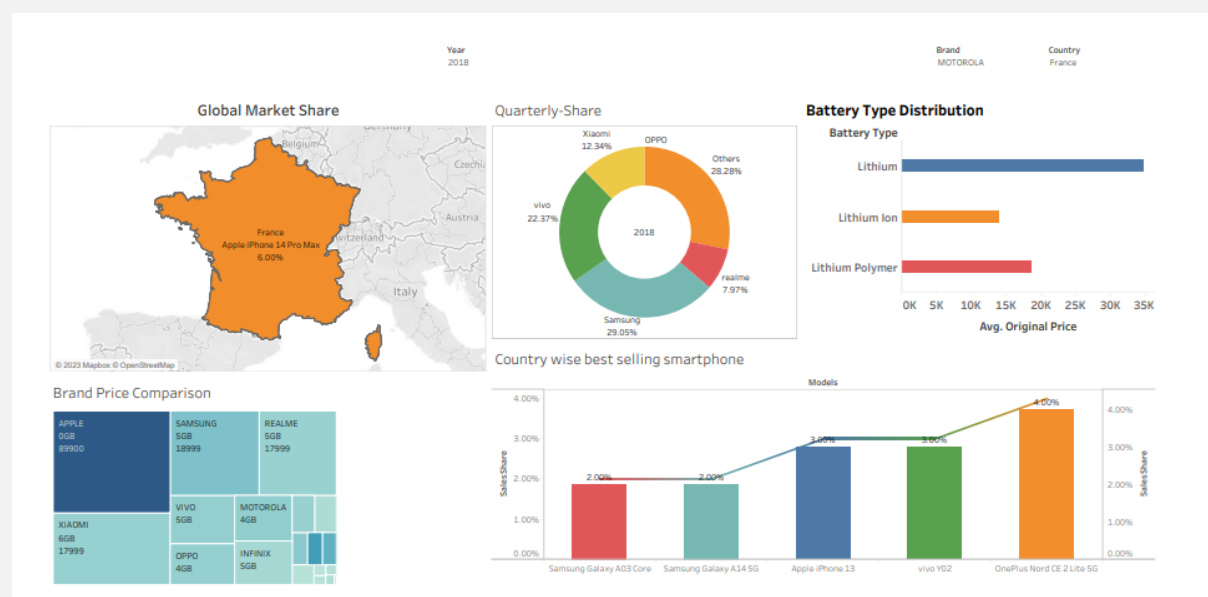 Year
2018
Brand
MOTOROLA
Country
France
Global Market Share
Belgium
Germany
Czechia
Austria
Switzerland
Italy
France
Apple iPhone 14 Pro Max
6.00%
© 2023 Mapbox © OpenStreetMap
Quarterly-Share
Xiaomi
12.34%
OPPO
Others
28.28%
vivo
22.37%
2018
realme
7.97%
Samsung
29.05%
Battery Type Distribution
Battery Type
Lithium
Lithium Ion
Lithium Polymer
0K 5K 10K 15K 20K 25K 30K 35K
Avg. Original Price
Brand Price Comparison
APPLE
0GB
89900
SAMSUNG
5GB
18999
REALME
5GB
17999
XIAOMI
6GB
17999
VIVO
5GB
MOTOROLA
4GB
OPPO
4GB
INFINIX
5GB
Country wise best selling smartphone
Models
4.00%
3.00%
2.00%
1.00%
0.00%
SalesShare
2.00%
2.00%
3.00%
3.00%
4.00%
4.00%
3.00%
2.00%
1.00%
0.00%
SalesShare
Samsung Galaxy A03 Core
Samsung Galaxy A14 5G
Apple iPhone 13
vivo Y02
OnePlus Nord CE 2 Lite 5G